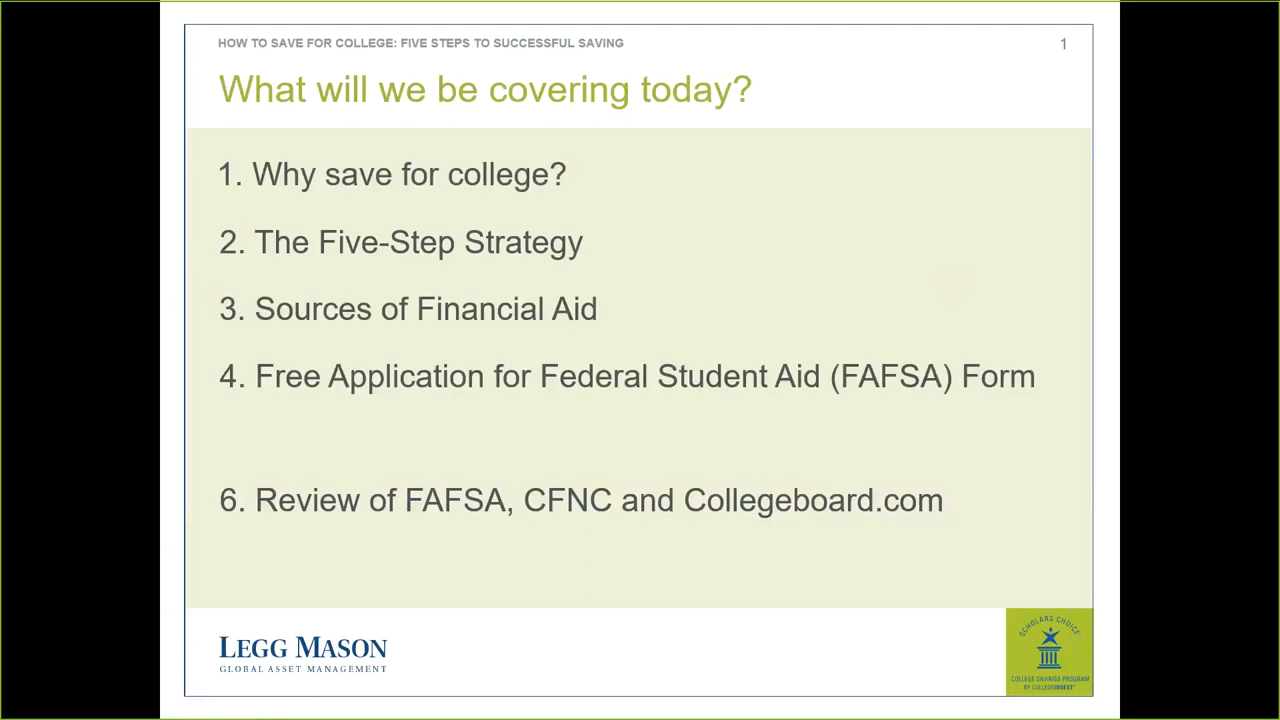 HOW TO SAVE FOR COLLEGE: FIVE STEPS TO SUCCESSFUL SAVING
1
What will we be covering today?
1. Why save for college?
2. The Five-Step Strategy
3. Sources of Financial Aid
4. Free Application for Federal Student Aid (FAFSA) Form
6. Review of FAFSA, CFNC and Collegeboard.com
LEGG MASON
GLOBAL ASSET MANAGEMENT
SCHOLARS CHOICE
COLLEGE SAVINGS PROGRAM
BY COLLEGEINVEST